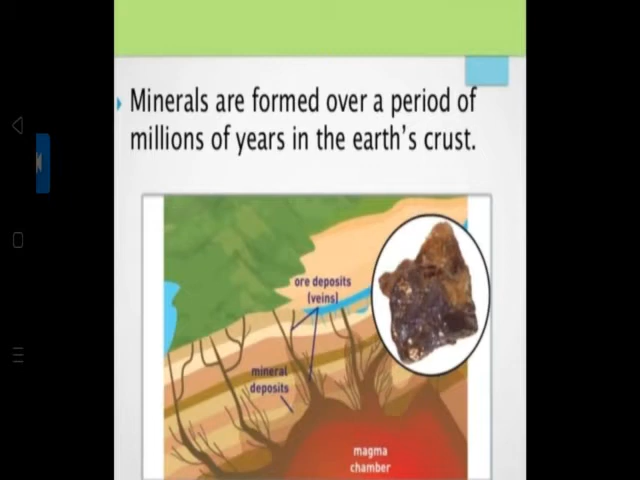 Minerals are formed over a period of
millions of years in the earth's crust.
ore deposits
(veins)
mineral
deposits
magma
chamber